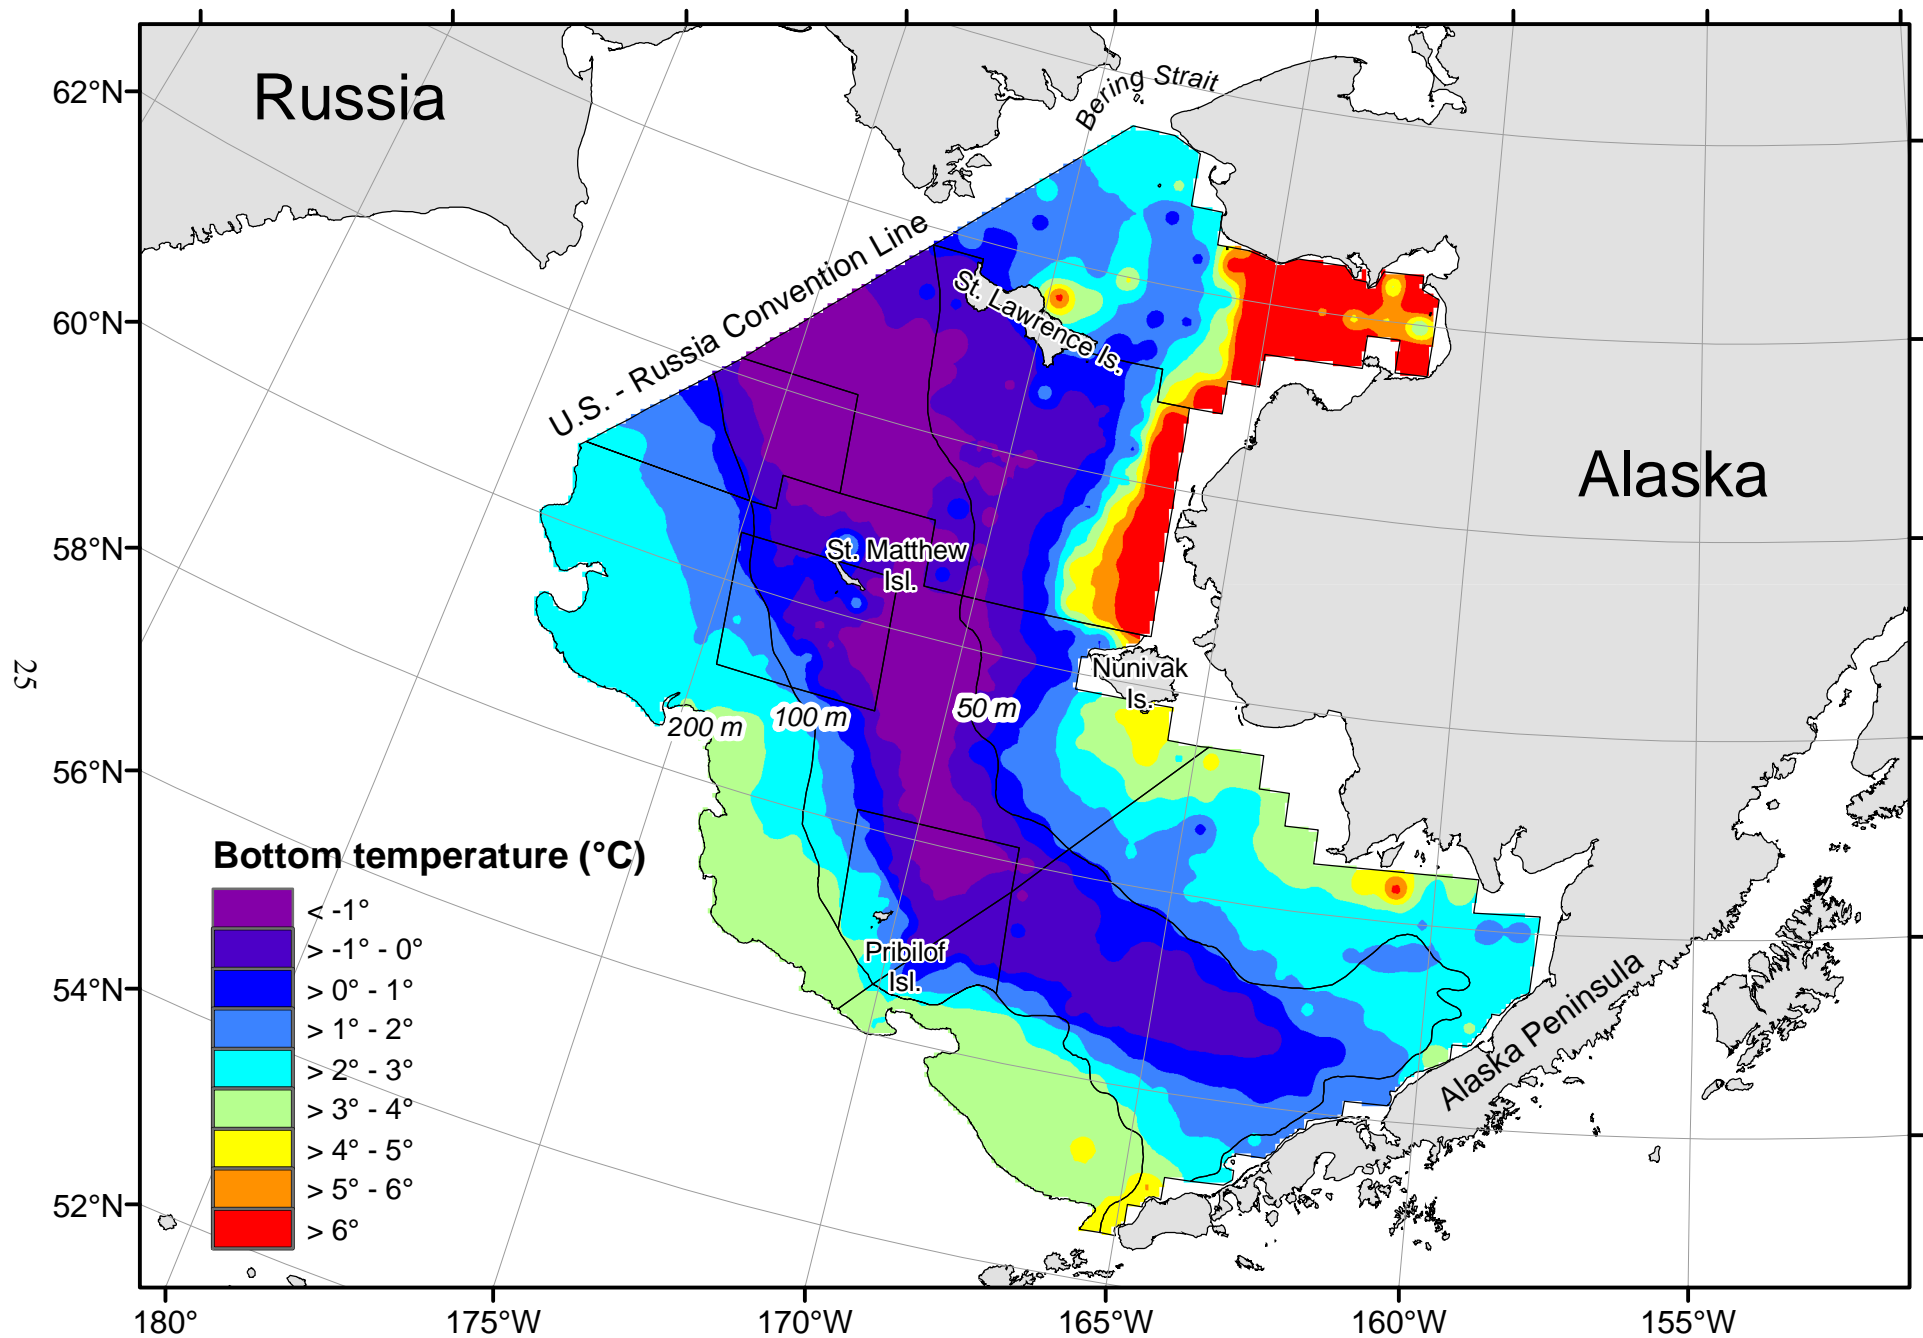 Russia
Bering Strait
62°N
U.S. - Russia Convention Line
St. Lawrence Is.
60°N
Alaska
58°N
St. Matthew
Isl.
Nunivak
Is.
25
200 m
100 m
50 m
56°N
Bottom temperature (°C)
< -1°
> -1° - 0°
> 0° - 1°
> 1° - 2°
> 2° - 3°
> 3° - 4°
> 4° - 5°
> 5° - 6°
> 6°
Pribilof
Isl.
54°N
Alaska Peninsula
52°N
180°
175°W
170°W
165°W
160°W
155°W